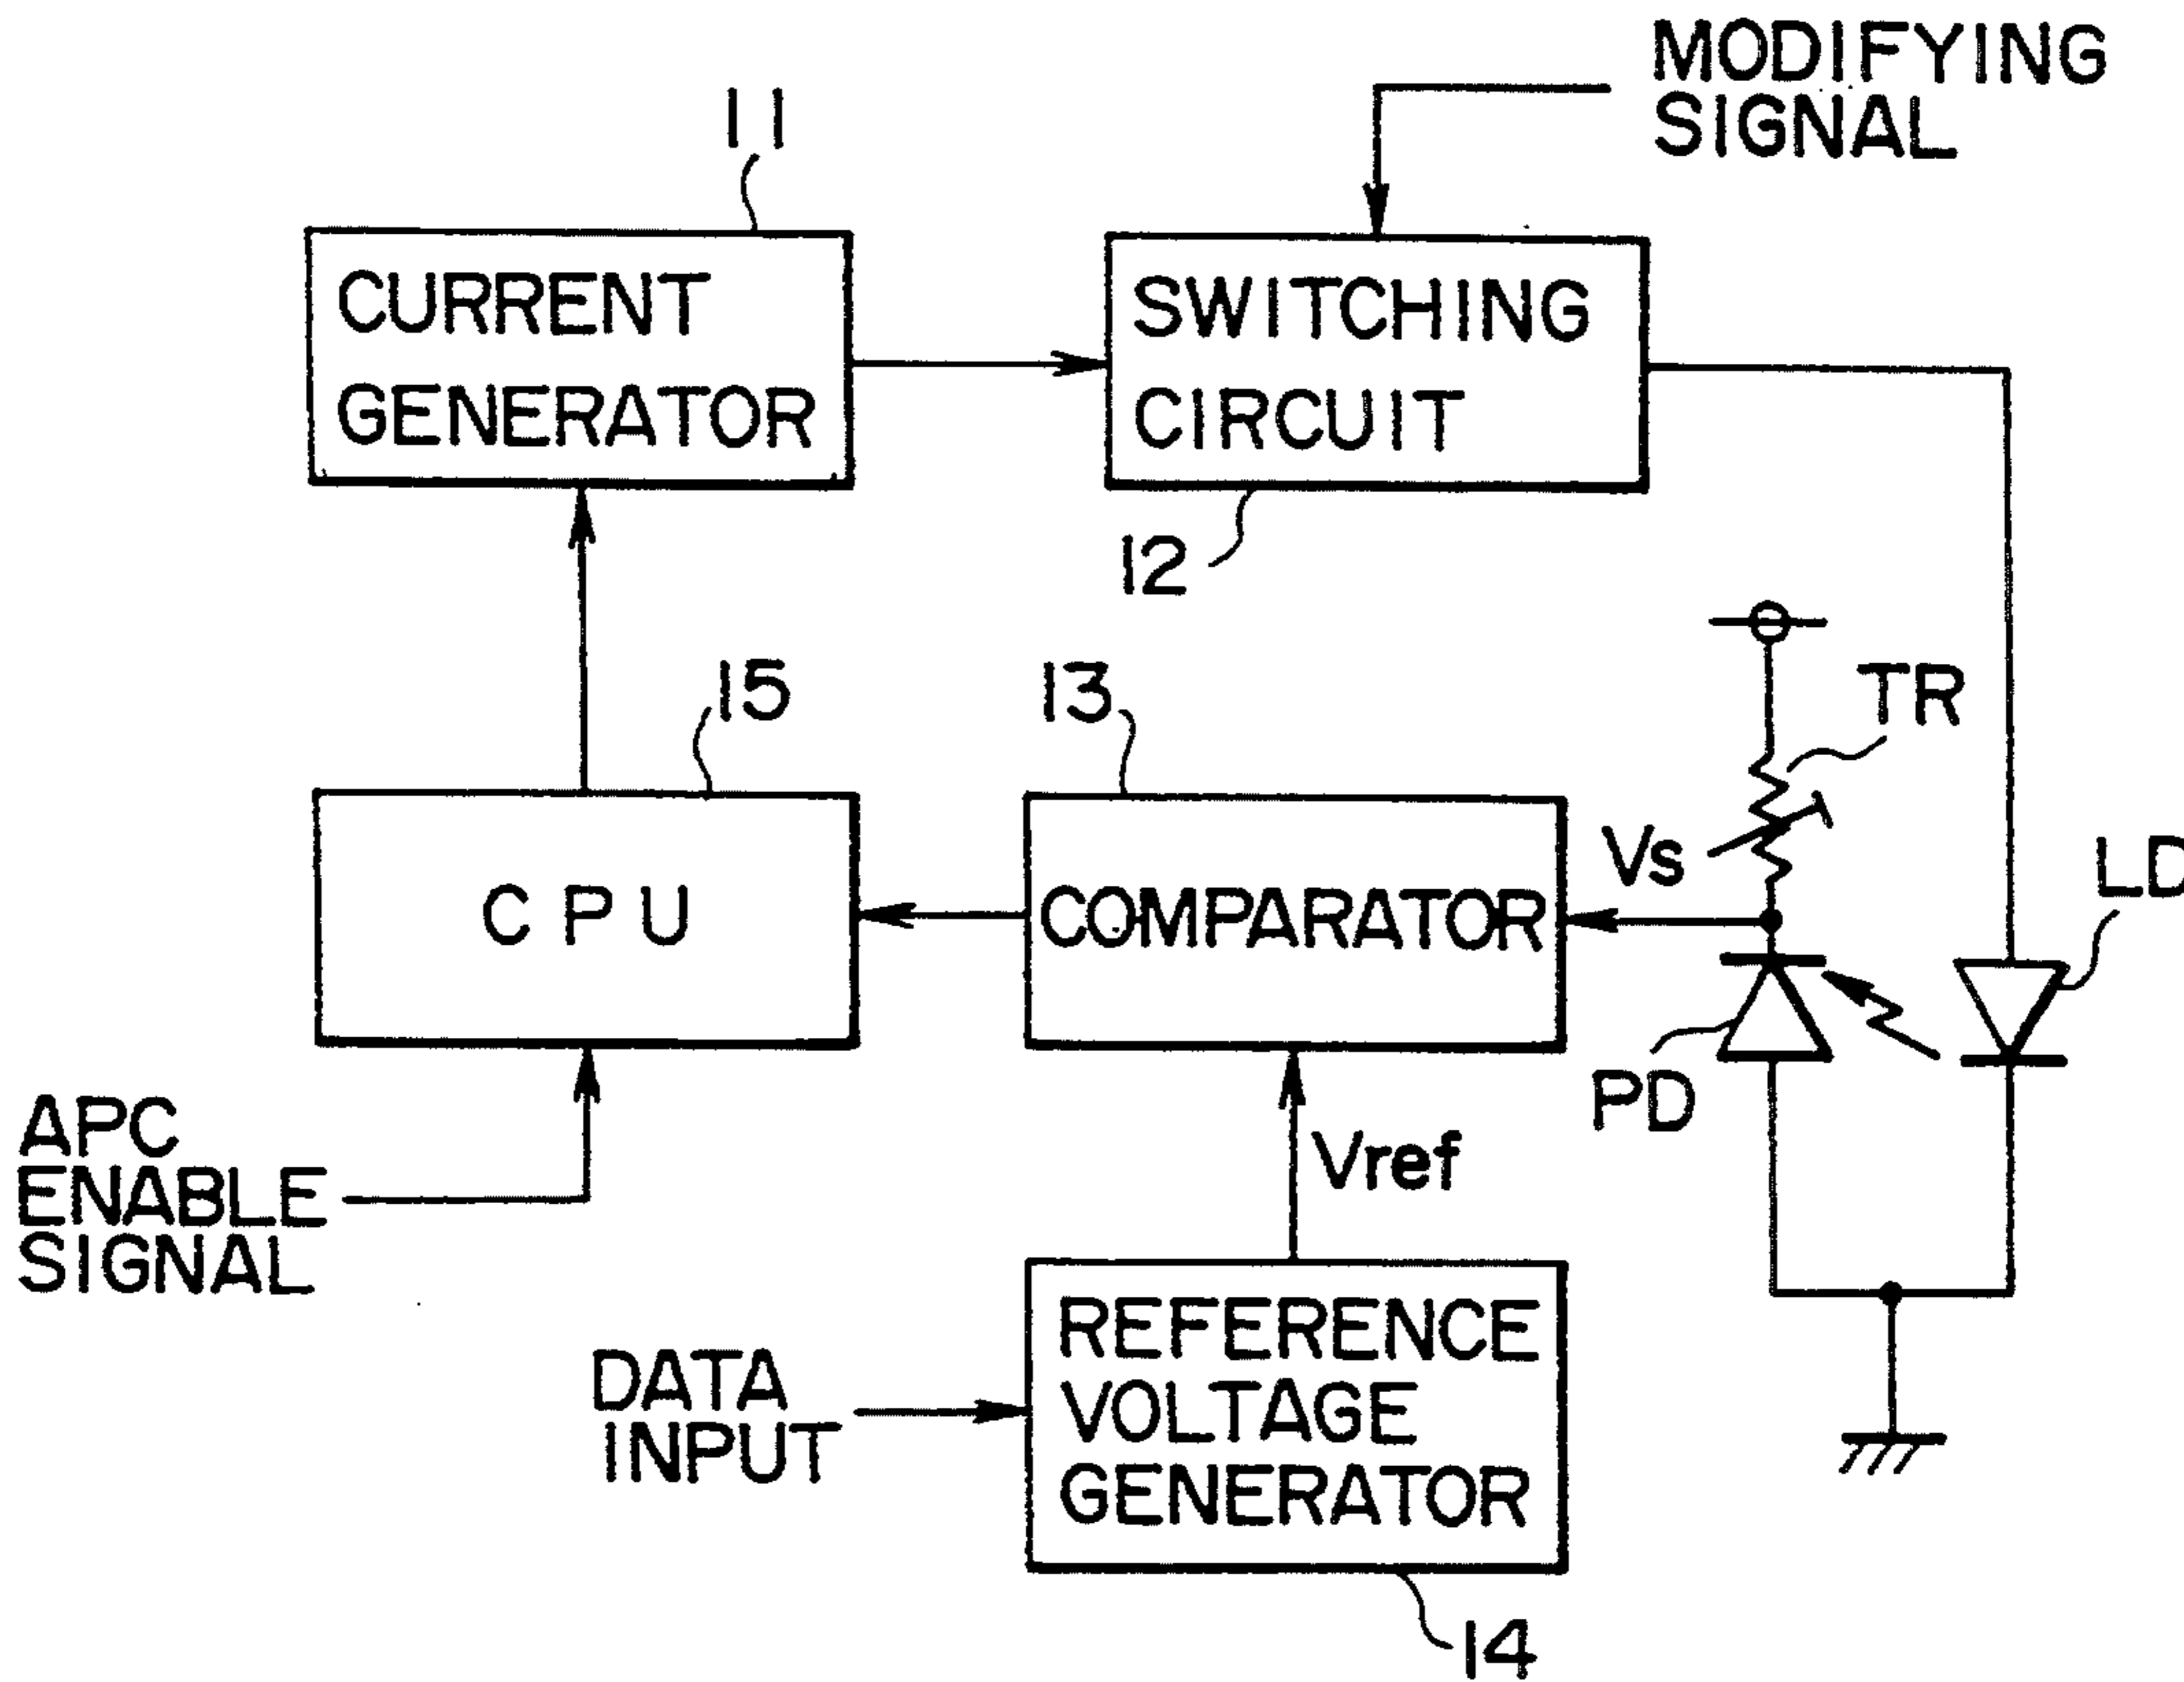 MODIFYING
SIGNAL
11
CURRENT
GENERATOR
SWITCHING
CIRCUIT
12
15
13
TR
CPU
COMPARATOR
Vs
LD
PD
APC
ENABLE
SIGNAL
Vref
DATA
INPUT
REFERENCE
VOLTAGE
GENERATOR
14